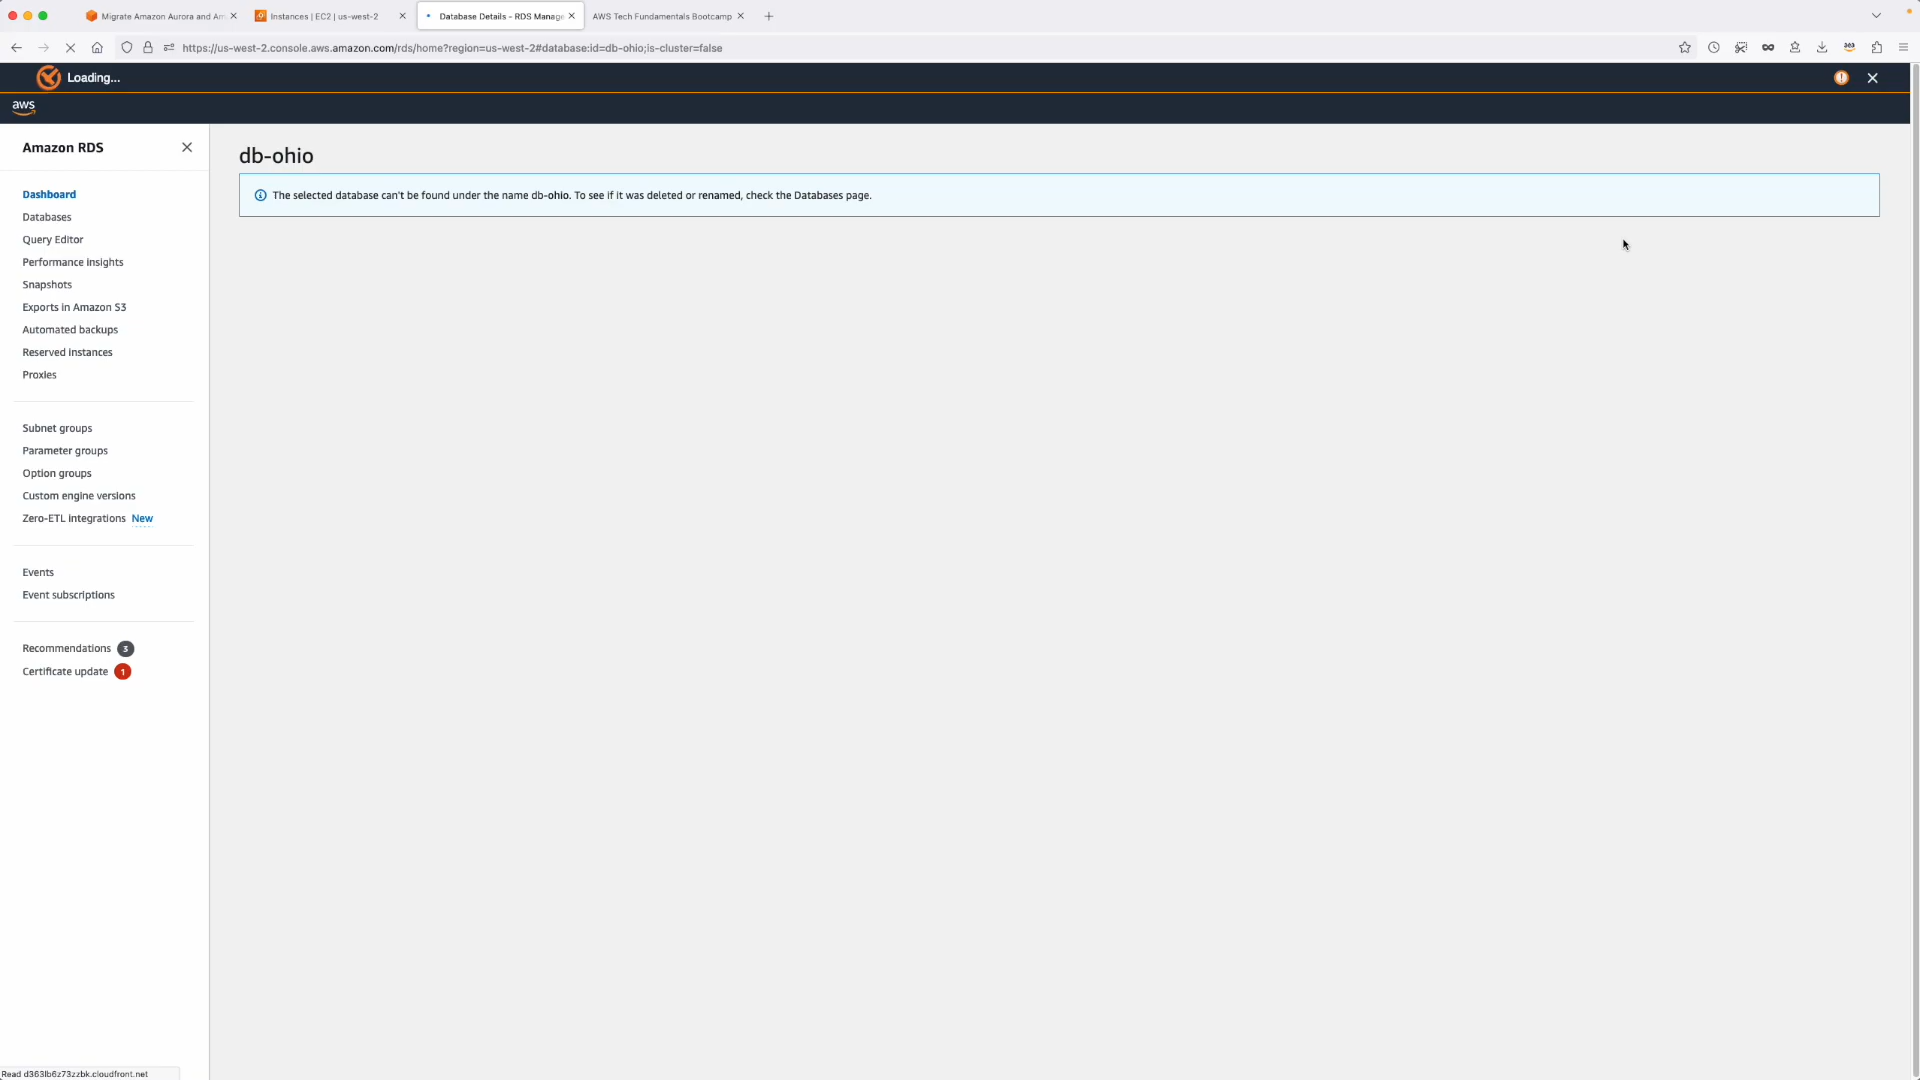 Migrate Amazon Aurora and Am
Instances | EC2 | us-west-2
Database Details - RDS Manage
AWS Tech Fundamentals Bootcamp
https://us-west-2.console.aws.amazon.com/rds/home?region=us-west-2#database:id=db-ohio;is-cluster=false
Loading...
aws
Amazon RDS
Dashboard
Databases
Query Editor
Performance insights
Snapshots
Exports in Amazon S3
Automated backups
Reserved instances
Proxies
Subnet groups
Parameter groups
Option groups
Custom engine versions
Zero-ETL integrations New
Events
Event subscriptions
Recommendations 3
Certificate update 1
db-ohio
The selected database can't be found under the name db-ohio. To see if it was deleted or renamed, check the Databases page.
Read d363lb6z73zzbk.cloudfront.net